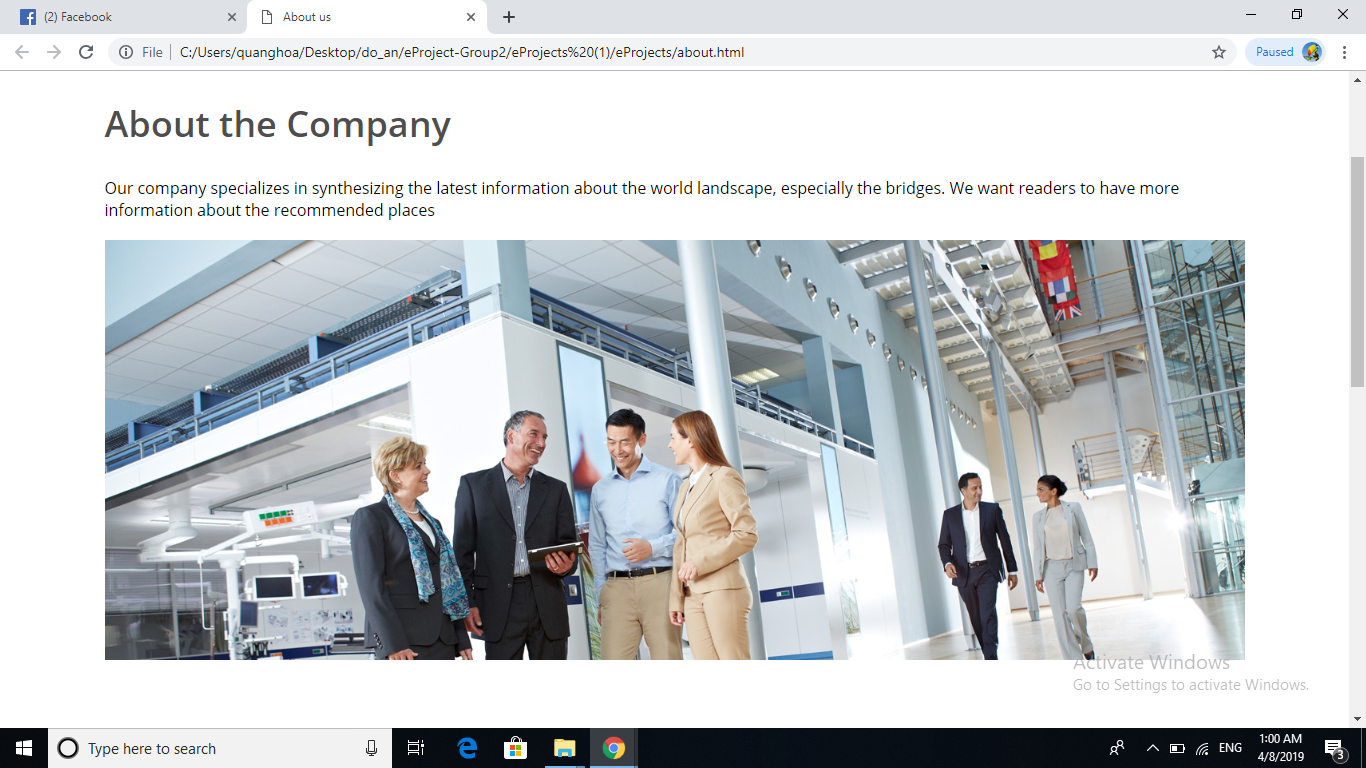 (2) Facebook
About us
File
C:/Users/quanghoa/Desktop/do_an/eProject-Group2/eProjects%20(1)/eProjects/about.html
Paused
About the Company
Our company specializes in synthesizing the latest information about the world landscape, especially the bridges. We want readers to have more
information about the recommended places
Activate Windows
Go to Settings to activate Windows.
Type here to search
ENG
1:00 AM
4/8/2019
3